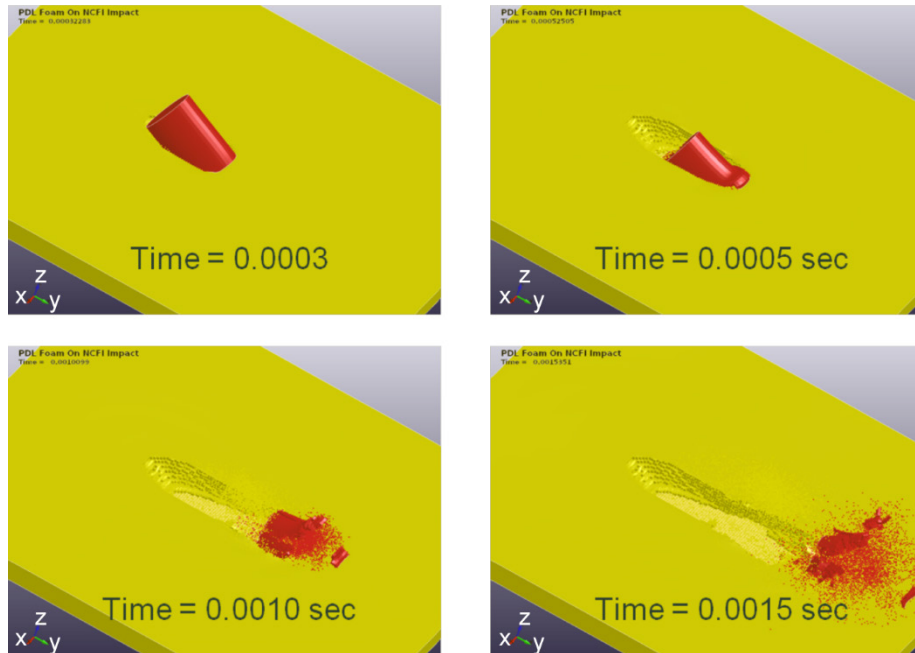 PDL Foam On NCFI Impact
Time = 0.00032283
Time = 0.0003
z
x y
PDL Foam On NCFI Impact
Time = 0.00052505
Time = 0.0005 sec
z
x y
PDL Foam On NCFI Impact
Time = 0.0010099
Time = 0.0010 sec
z
x y
PDL Foam On NCFI Impact
Time = 0.0015351
Time = 0.0015 sec
z
x y